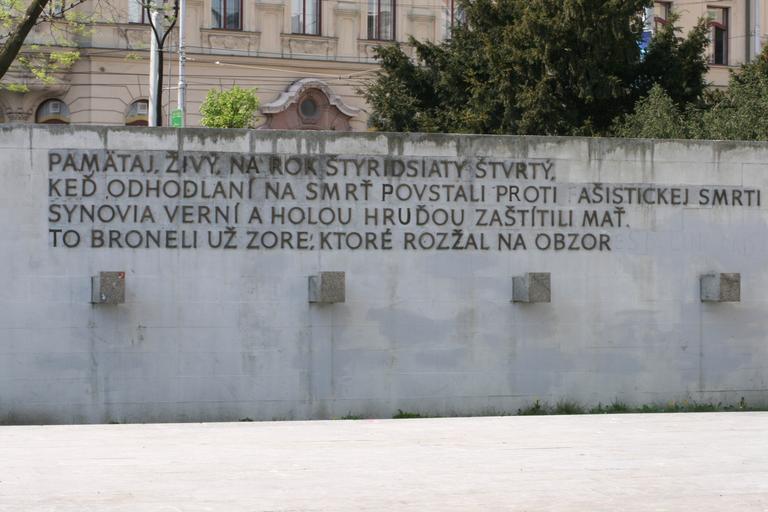 PAMÄTAJ, ŽIVÝ, NA ROK ŠTYRIDSIATY ŠTVRTÝ,
KEĎ ODHODLANÍ NA SMRŤ POVSTALI PROTI AŠISTICKEJ SMRTI
SYNOVIA VERNÍ A HOLOU HRUĎOU ZAŠTÍTILI MAŤ.
TO BRONELI UŽ ZORE, KTORÉ ROZŽAL NA OBZOR